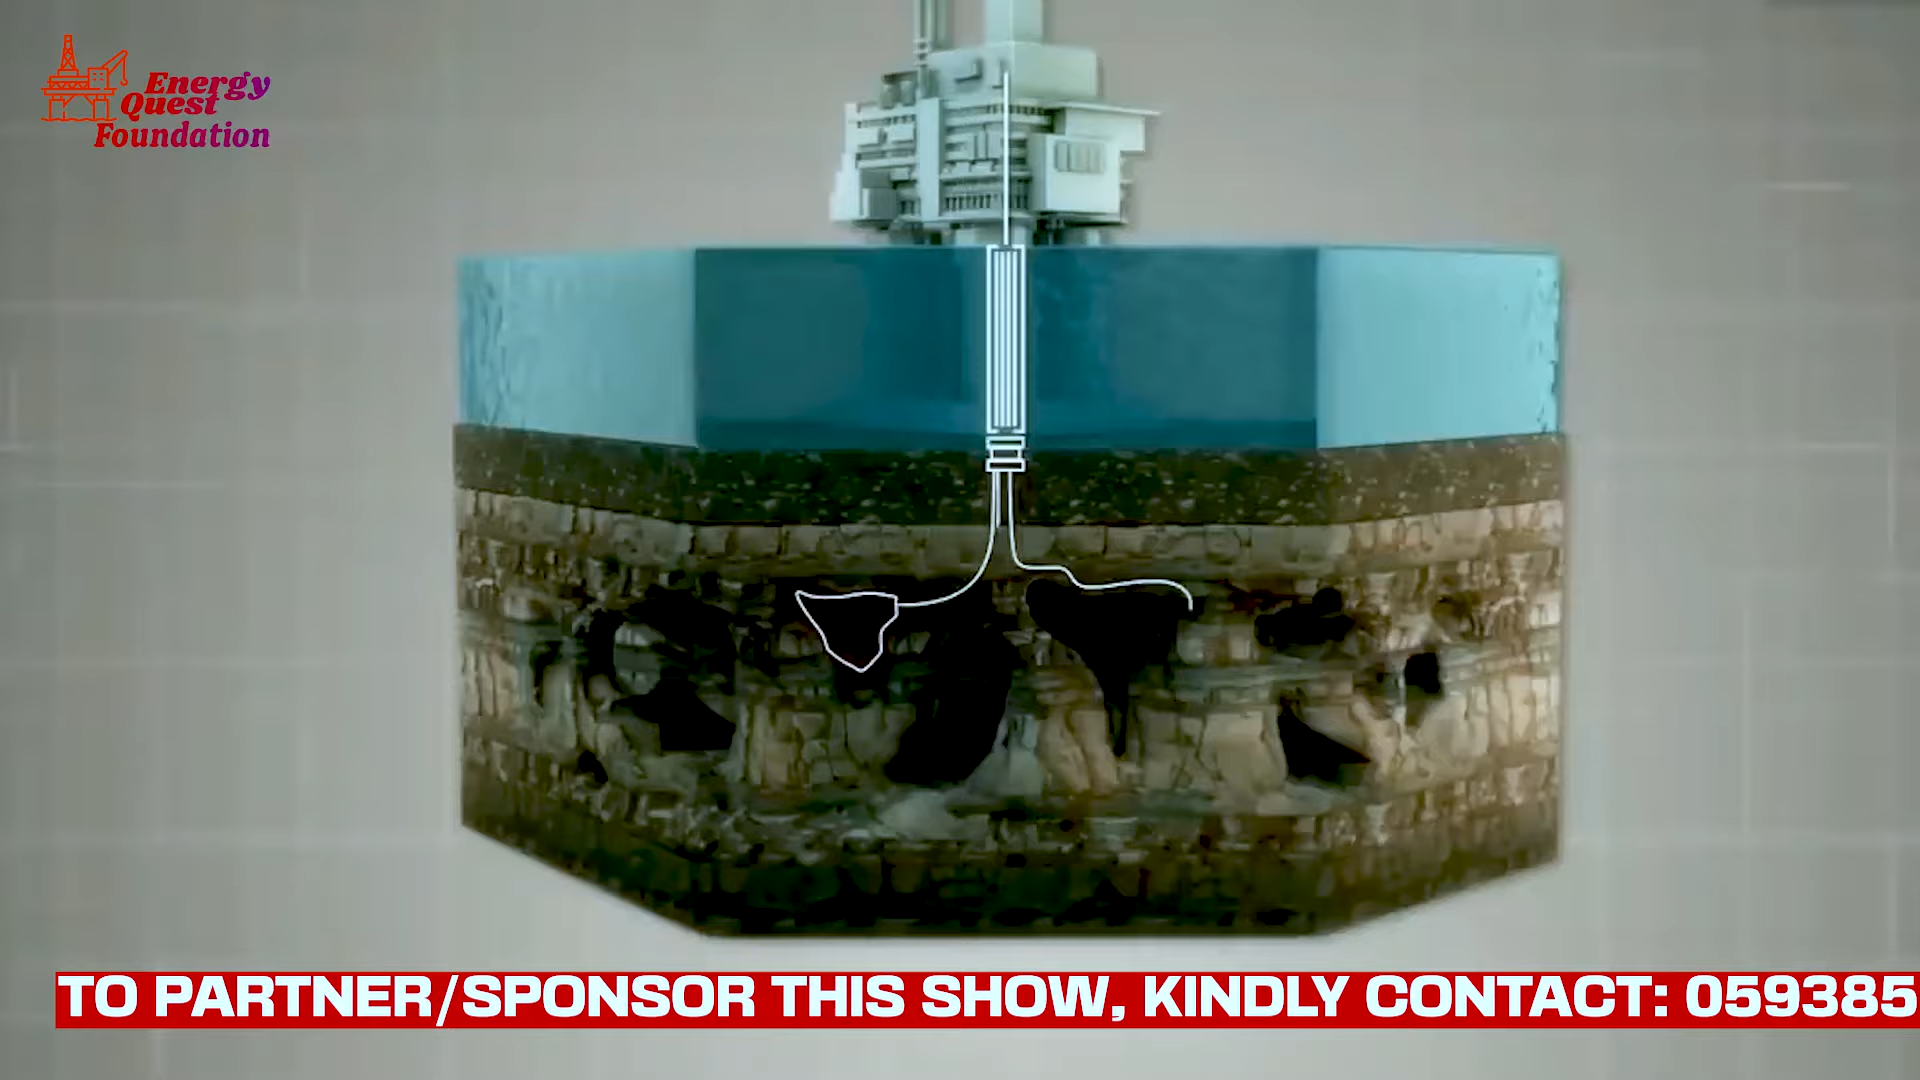 Energy
Quest
Foundation
TO PARTNER/SPONSOR THIS SHOW, KINDLY CONTACT: 059385